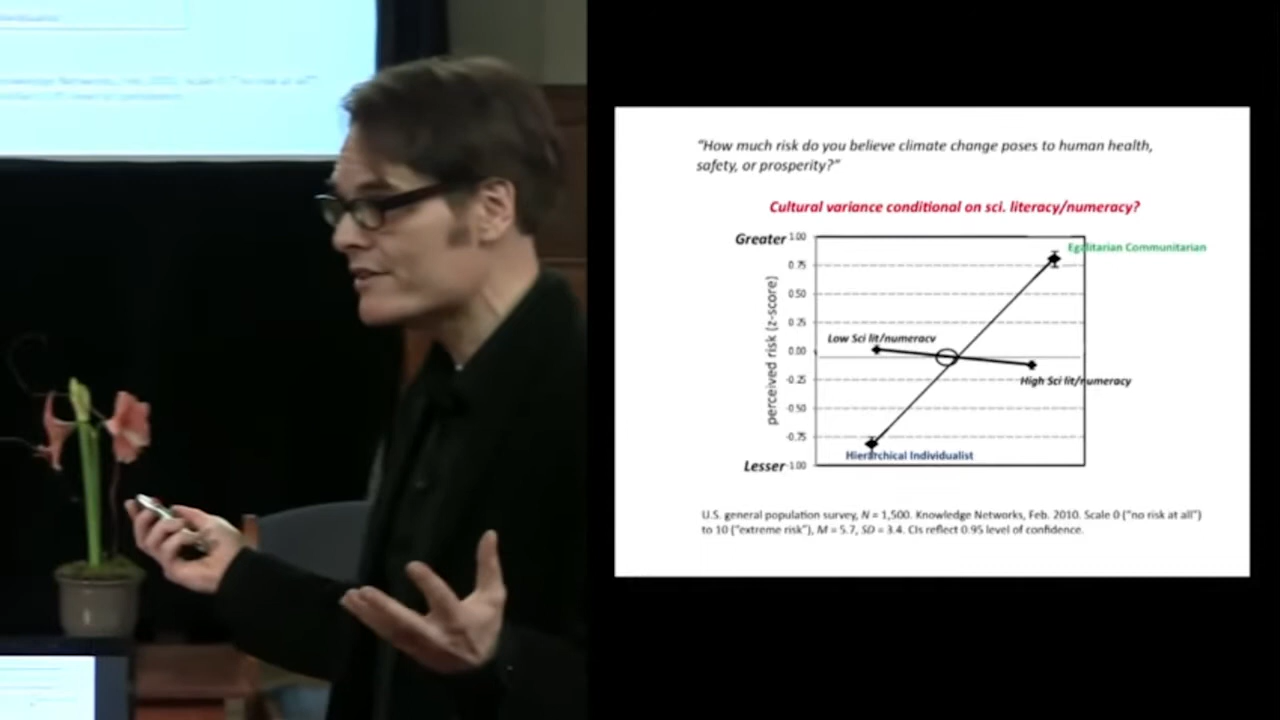 “How much risk do you believe climate change poses to human health,
safety, or prosperity?”
Cultural variance conditional on sci. literacy/numeracy?
Greater 1.00
Egalitarian Communitarian
0.75
0.50
0.25
Low Sci lit/numeracy
0.00
-0.25
High Sci lit/numeracy
-0.50
-0.75
Hierarchical Individualist
Lesser -1.00
perceived risk (z-score)
U.S. general population survey, N = 1,500. Knowledge Networks, Feb. 2010. Scale 0 (“no risk at all”)
to 10 (“extreme risk”), M = 5.7, SD = 3.4. CIs reflect 0.95 level of confidence.